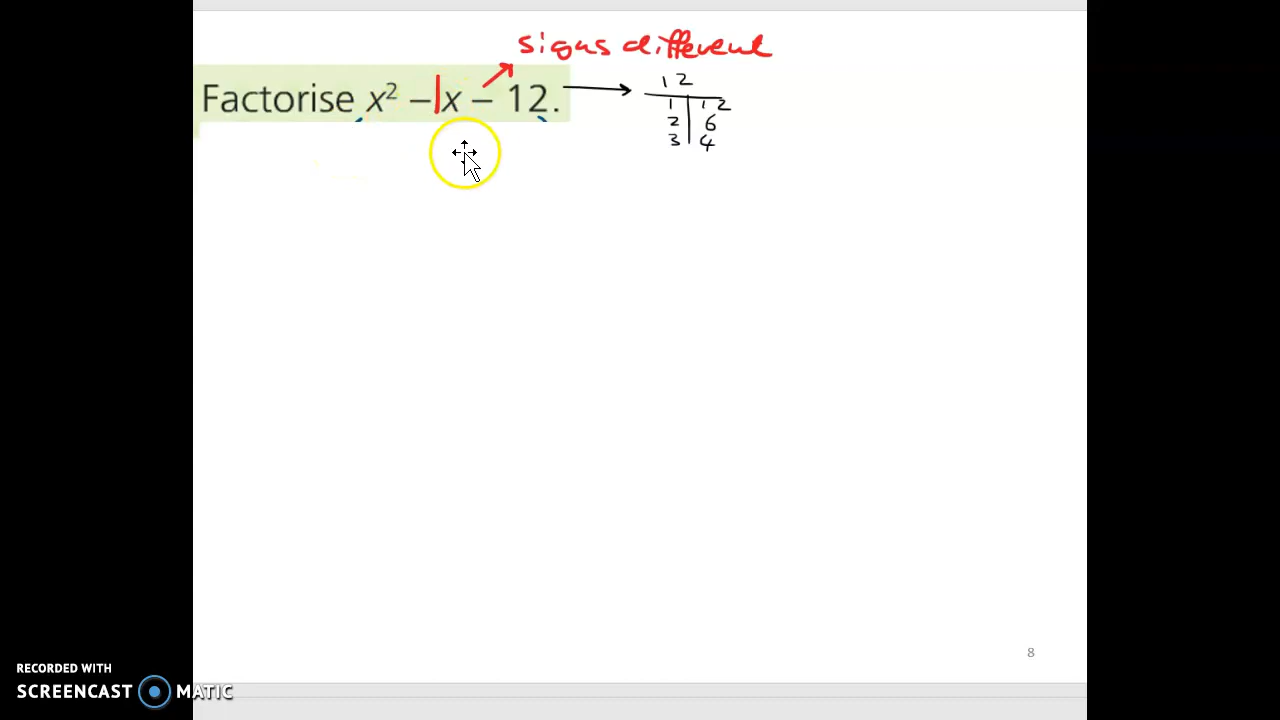 signs different
Factorise x² – 1x – 12.
12
1 | 12
2 | 6
3 | 4
8
RECORDED WITH
SCREENCAST MATIC